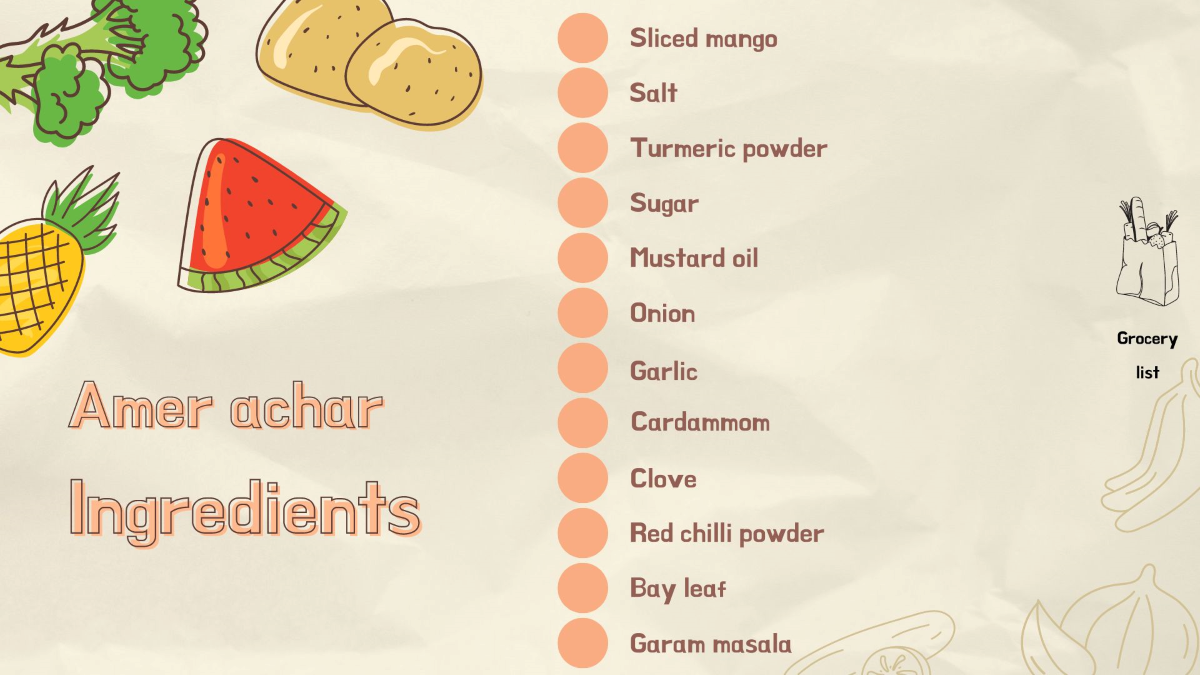 Amer achar
Ingredients
Sliced mango
Salt
Turmeric powder
Sugar
Mustard oil
Onion
Garlic
Cardammom
Clove
Red chilli powder
Bay leaf
Garam masala
Grocery
list